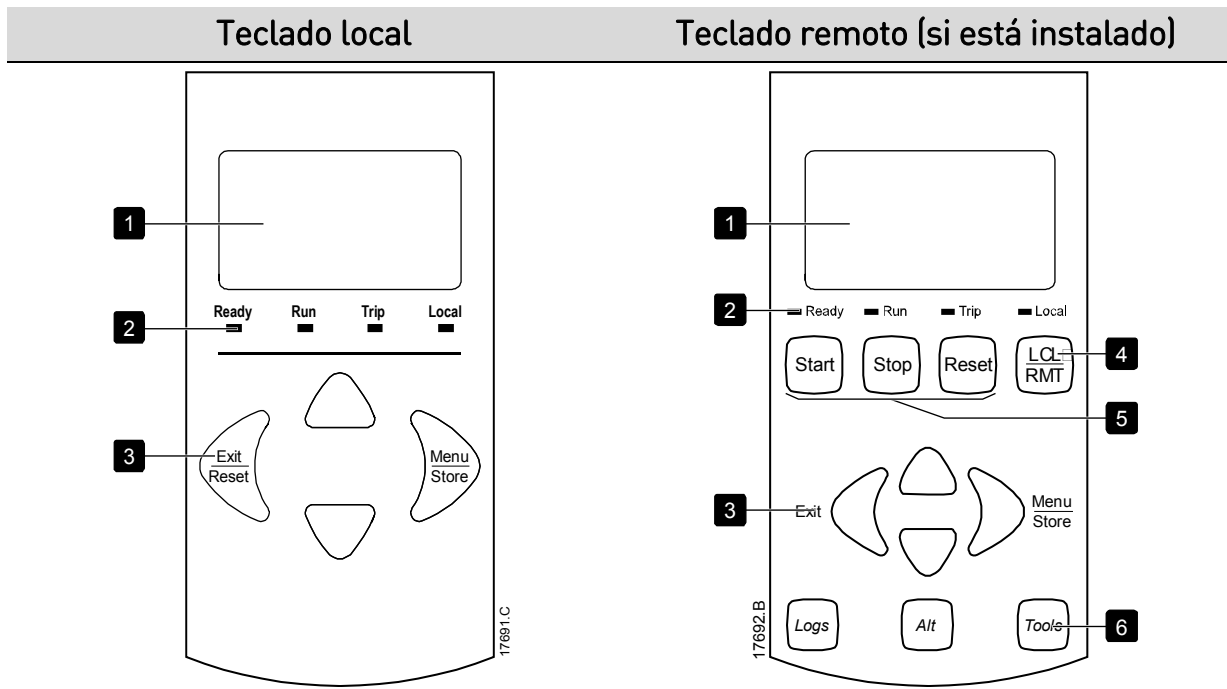 Teclado local
Teclado remoto (si está instalado)
1
Ready Run Trip Local
2
3
Exit
Reset
Menu
Store
17691.C
1
2
Ready Run Trip Local
Start Stop Reset LCL
RMT
4
5
3
Exit
Menu
Store
17692.B
Logs Alt Tools
6